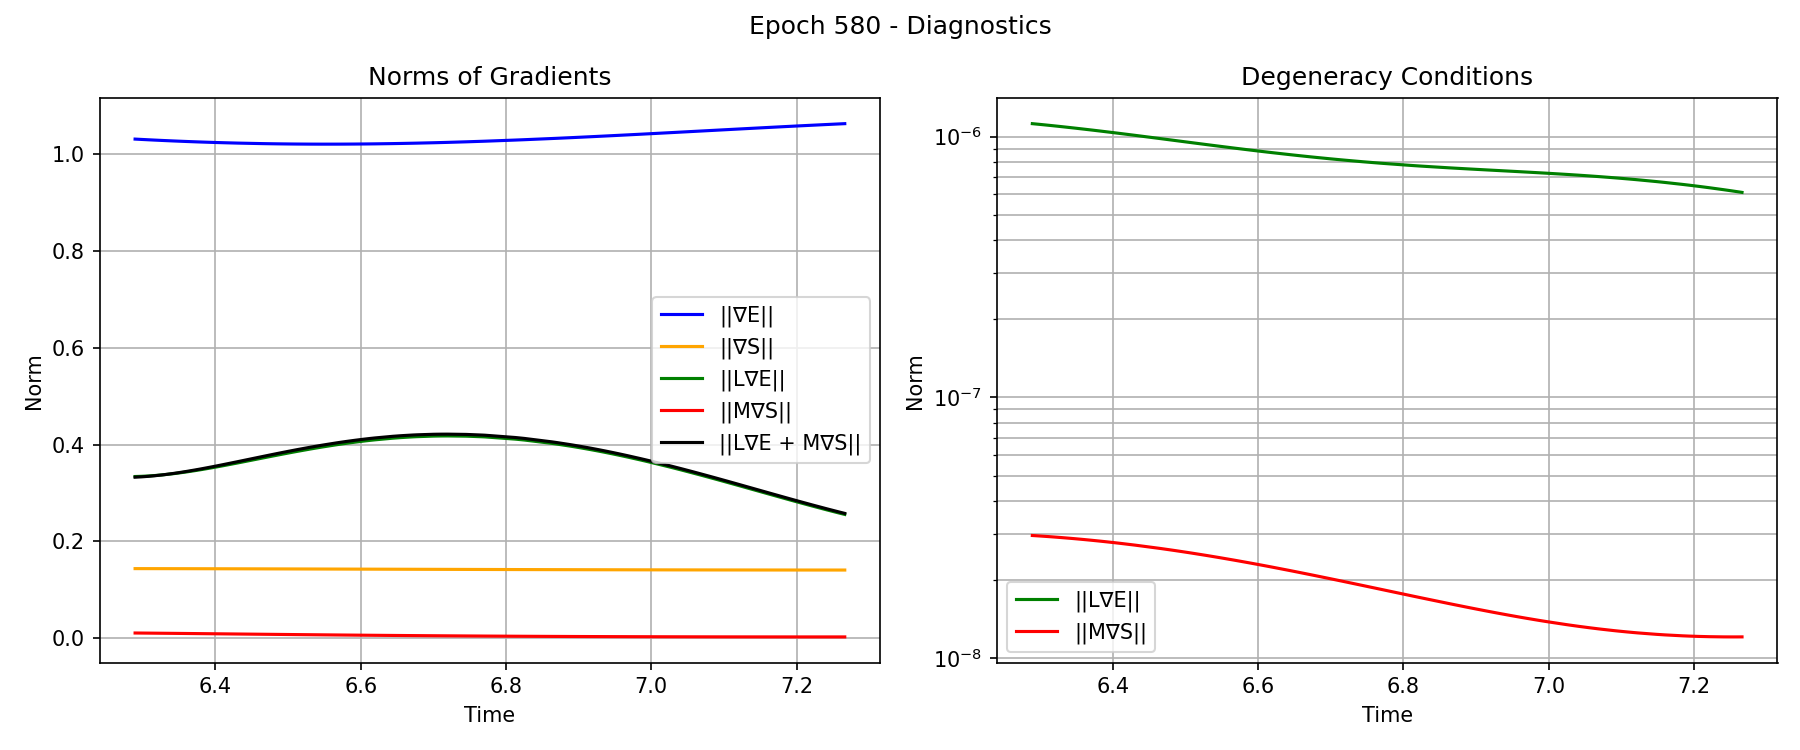 Epoch 580 - Diagnostics
Norms of Gradients
Norm
1.0
0.8
0.6
0.4
0.2
0.0
||∇E||
||∇S||
||L∇E||
||M∇S||
||L∇E + M∇S||
6.4 6.6 6.8 7.0 7.2
Time
Degeneracy Conditions
Norm
10⁻⁶
10⁻⁷
10⁻⁸
||L∇E||
||M∇S||
6.4 6.6 6.8 7.0 7.2
Time